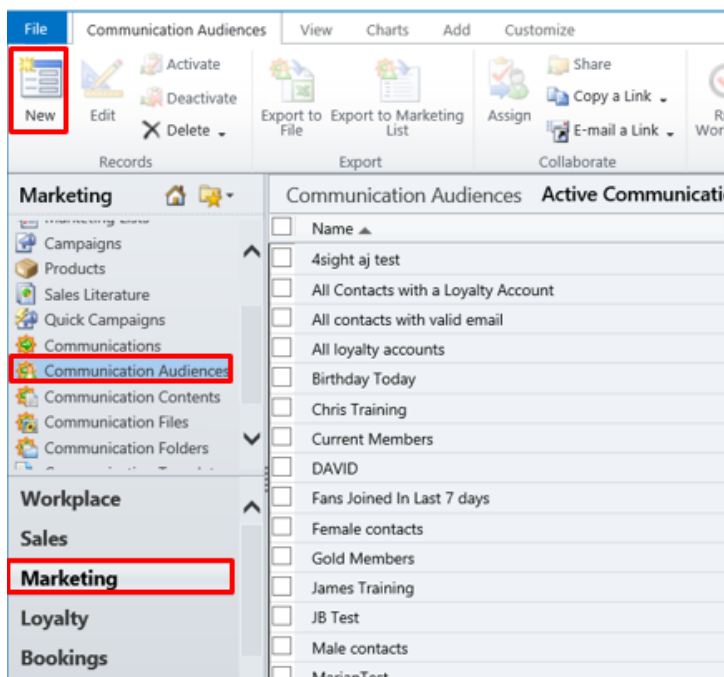 File Communication Audiences View Charts Add Customize
New
Edit
Activate
Deactivate
Delete
Records
Export to File
Export to Marketing List
Export
Assign
Share
Copy a Link
E-mail a Link
Collaborate
Marketing
Marketing Lists
Campaigns
Products
Sales Literature
Quick Campaigns
Communications
Communication Audiences
Communication Contents
Communication Files
Communication Folders
Workplace
Sales
Marketing
Loyalty
Bookings
Communication Audiences Active Communicati
Name
4sight aj test
All Contacts with a Loyalty Account
All contacts with valid email
All loyalty accounts
Birthday Today
Chris Training
Current Members
DAVID
Fans Joined In Last 7 days
Female contacts
Gold Members
James Training
JB Test
Male contacts
MarianTest